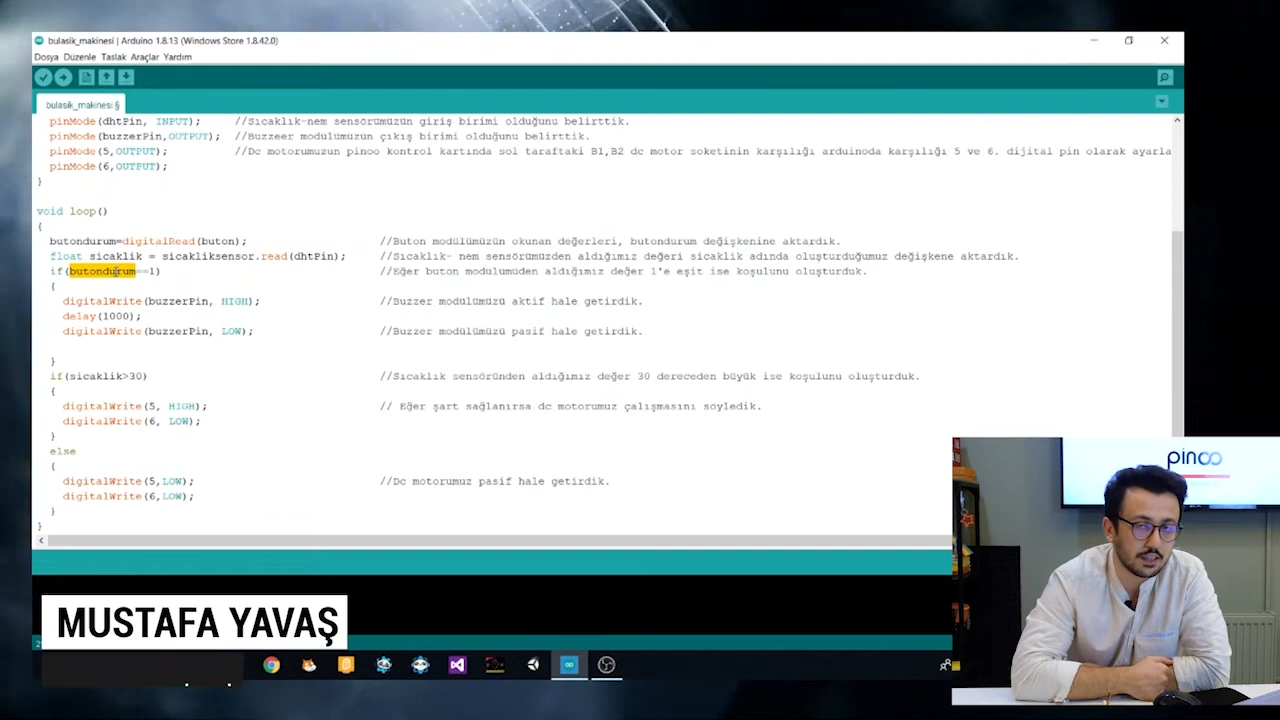 bulasik_makinesi | Arduino 1.8.13 (Windows Store 1.8.42.0)
Dosya Düzenle Taslak Araçlar Yardım
bulasik_makinesi §
pinMode(dhtPin, INPUT); //Sıcaklık-nem sensörümüzün giriş birimi olduğunu belirttik.
pinMode(buzzerPin,OUTPUT); //Buzzeer modülümüzün çıkış birimi olduğunu belirttik.
pinMode(5,OUTPUT); //Dc motorumuzun pinoo kontrol kartında sol taraftaki B1,B2 dc motor soketinin karşılığı arduinoda karşılığı 5 ve 6. dijital pin olarak ayarla
pinMode(6,OUTPUT);
}
void loop()
{
butondurum=digitalRead(buton); //Buton modülümüzün okunan değerleri, butondurum değişkenine aktardık.
float sicaklik = sicakliksensor.read(dhtPin); //Sıcaklık- nem sensörümüzden aldığımız değeri sicaklik adında oluşturduğumuz değişkene aktardık.
if(butondurum==1) //Eğer buton modülümüden aldığımız değer 1'e eşit ise koşulunu oluşturduk.
{
digitalWrite(buzzerPin, HIGH); //Buzzer modülümüzü aktif hale getirdik.
delay(1000);
digitalWrite(buzzerPin, LOW); //Buzzer modülümüzü pasif hale getirdik.
}
if(sicaklik>30) //Sıcaklık sensöründen aldığımız değer 30 dereceden büyük ise koşulunu oluşturduk.
{
digitalWrite(5, HIGH); // Eğer şart sağlanırsa dc motorumuz çalışmasını söyledik.
digitalWrite(6, LOW);
}
else
{
digitalWrite(5,LOW); //Dc motorumuz pasif hale getirdik.
digitalWrite(6,LOW);
}
}
pinoo
MUSTAFA YAVAŞ